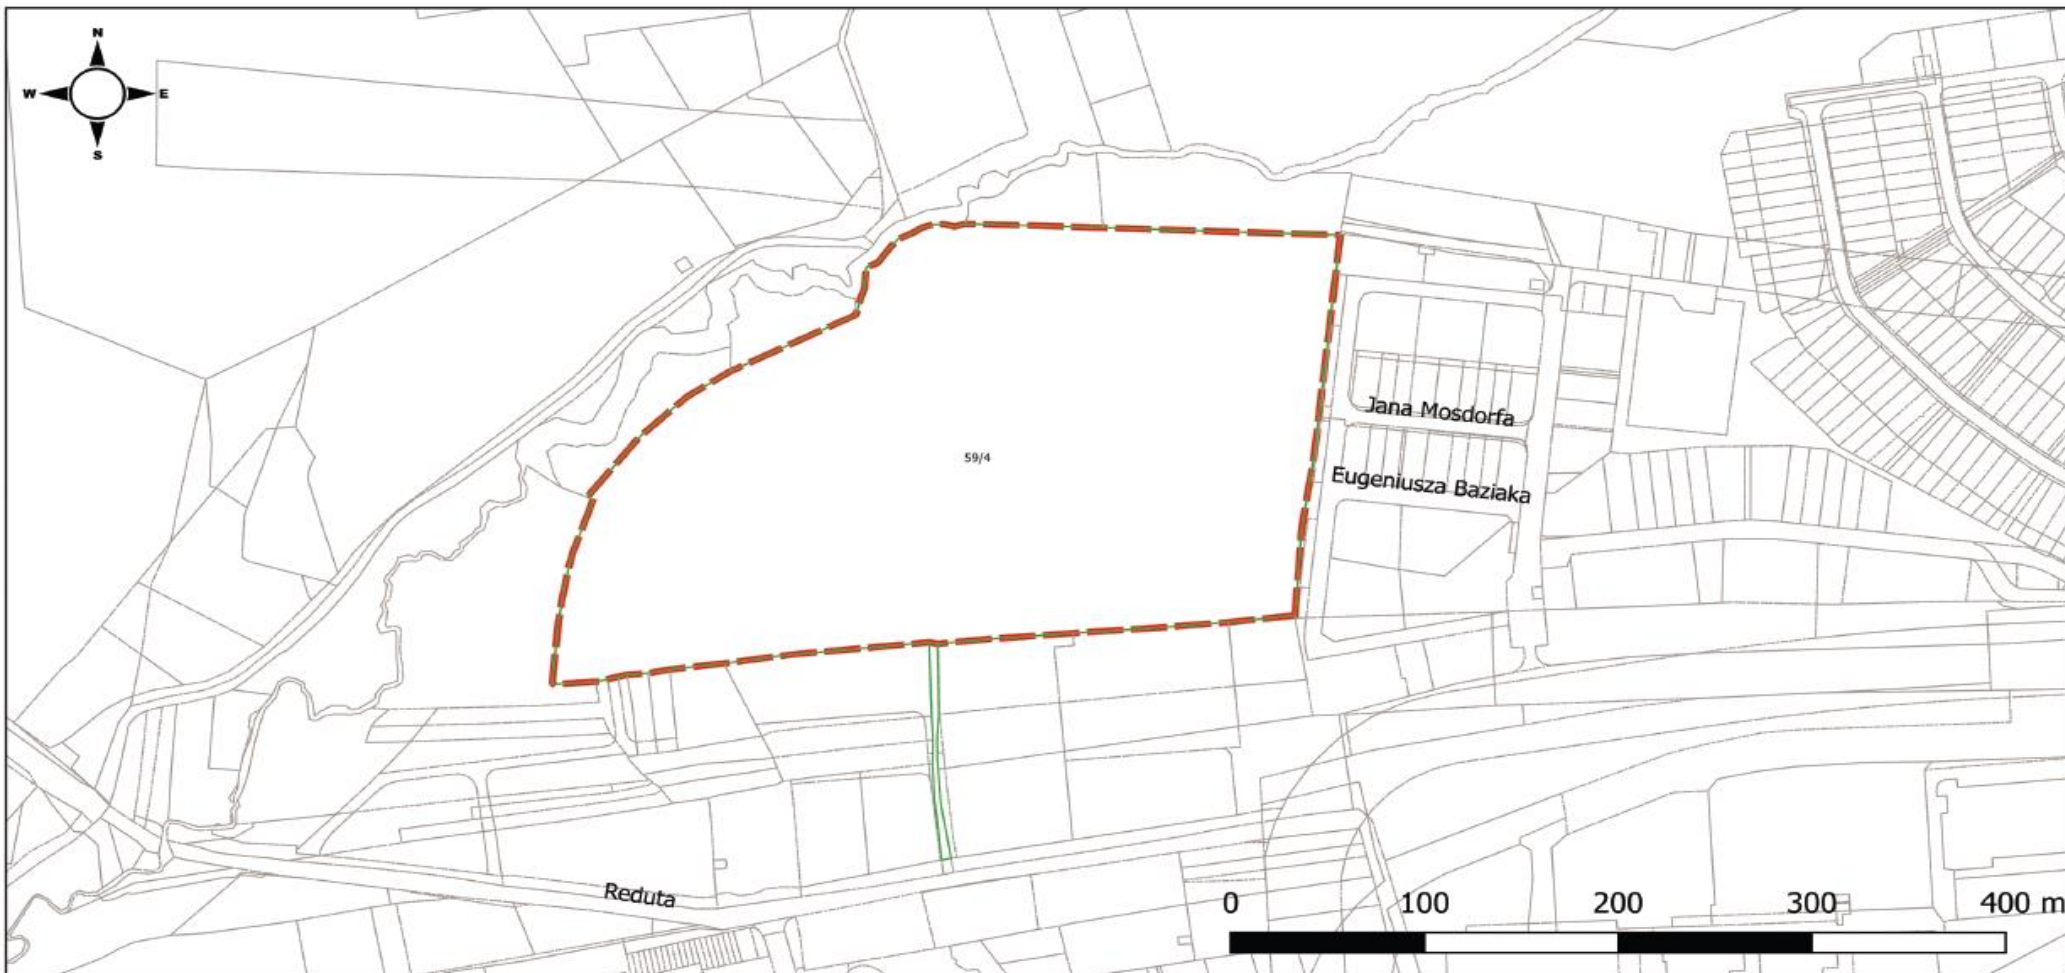 N
W E
S
Jana Mosdorfa
59/4
Eugeniusza Baziaka
Reduta
0 100 200 300 400 m